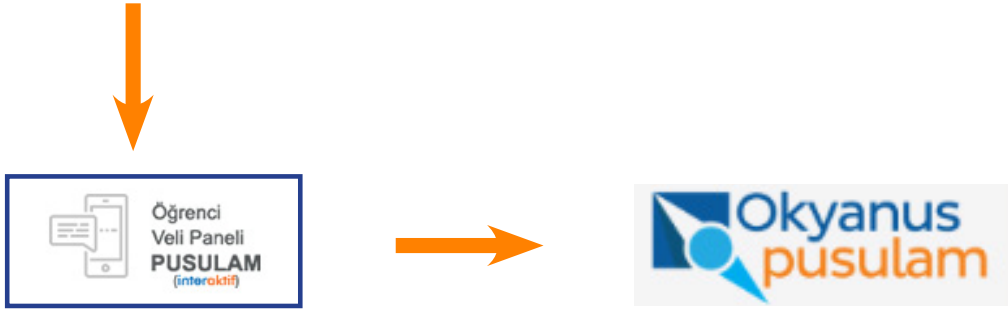 Öğrenci
Veli Paneli
PUSULAM
(interaktif)
Okyanus
pusulam